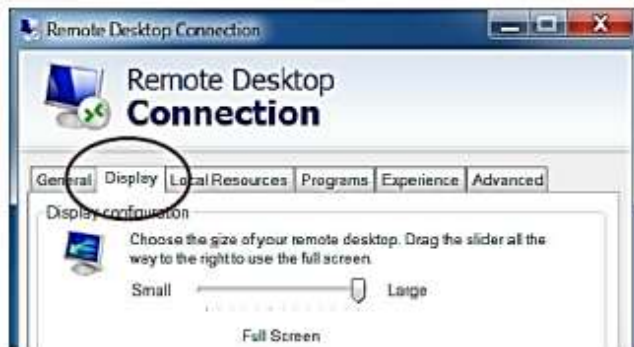 Remote Desktop Connection
Remote Desktop
Connection
General Display Local Resources Programs Experience Advanced
Display configuration
Choose the size of your remote desktop. Drag the slider all the
way to the right to use the full screen.
Small Large
Full Screen